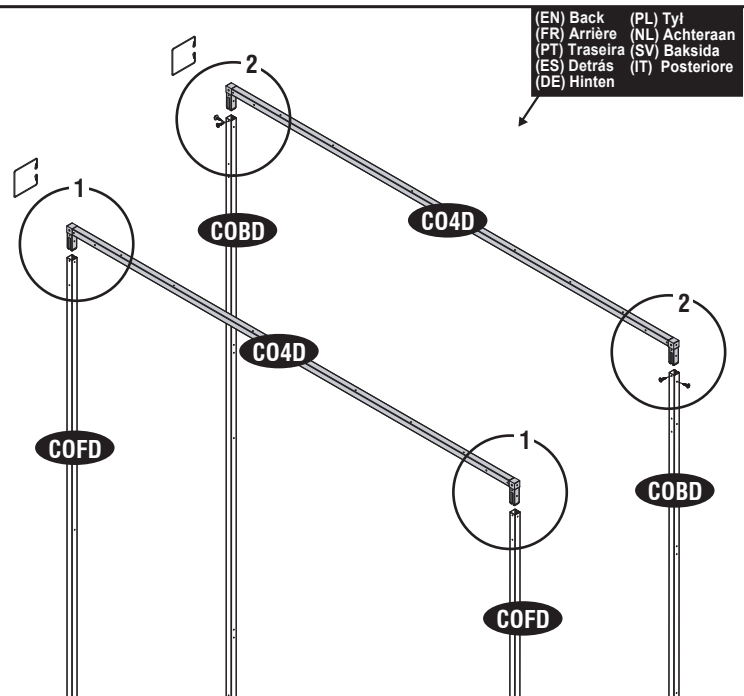 (EN) Back (PL) Tył
(FR) Arrière (NL) Achteraan
(PT) Traseira (SV) Baksida
(ES) Detrás (IT) Posteriore
(DE) Hinten
2
1
COBD
CO4D
2
CO4D
COFD
1
COBD
COFD